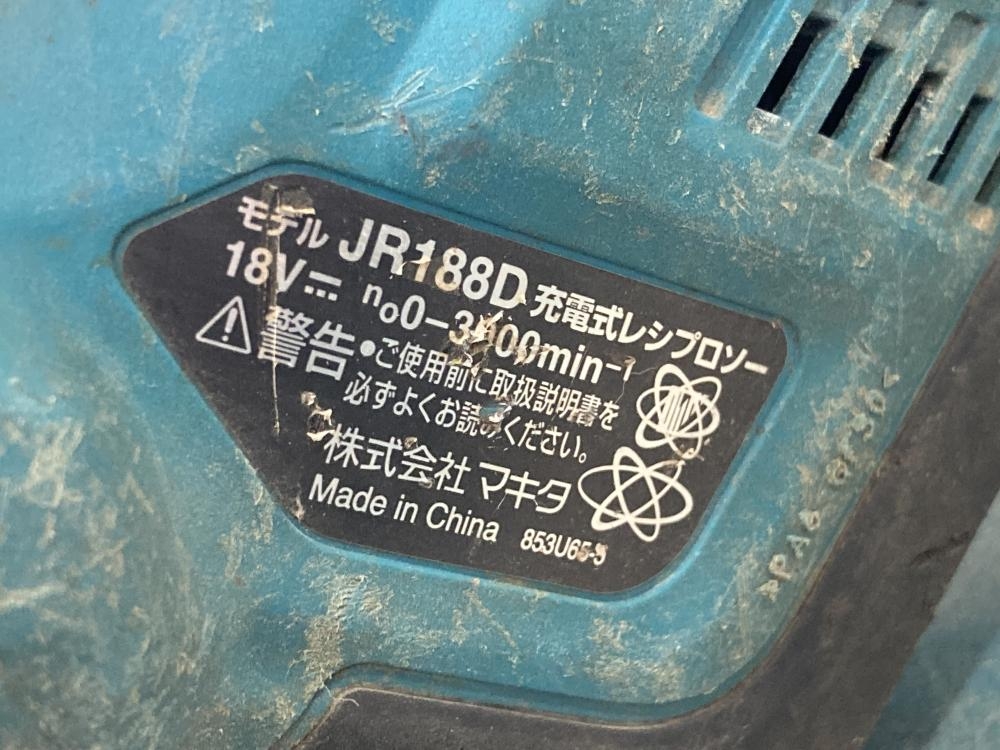 モデル JR188D 充電式レシプロソー
18V⎓ n₀0-3000min⁻¹
警告 ●ご使用前に取扱説明書を
必ずよくお読みください。
株式会社 マキタ
Made in China 853U65-5
>PA6 GF30<